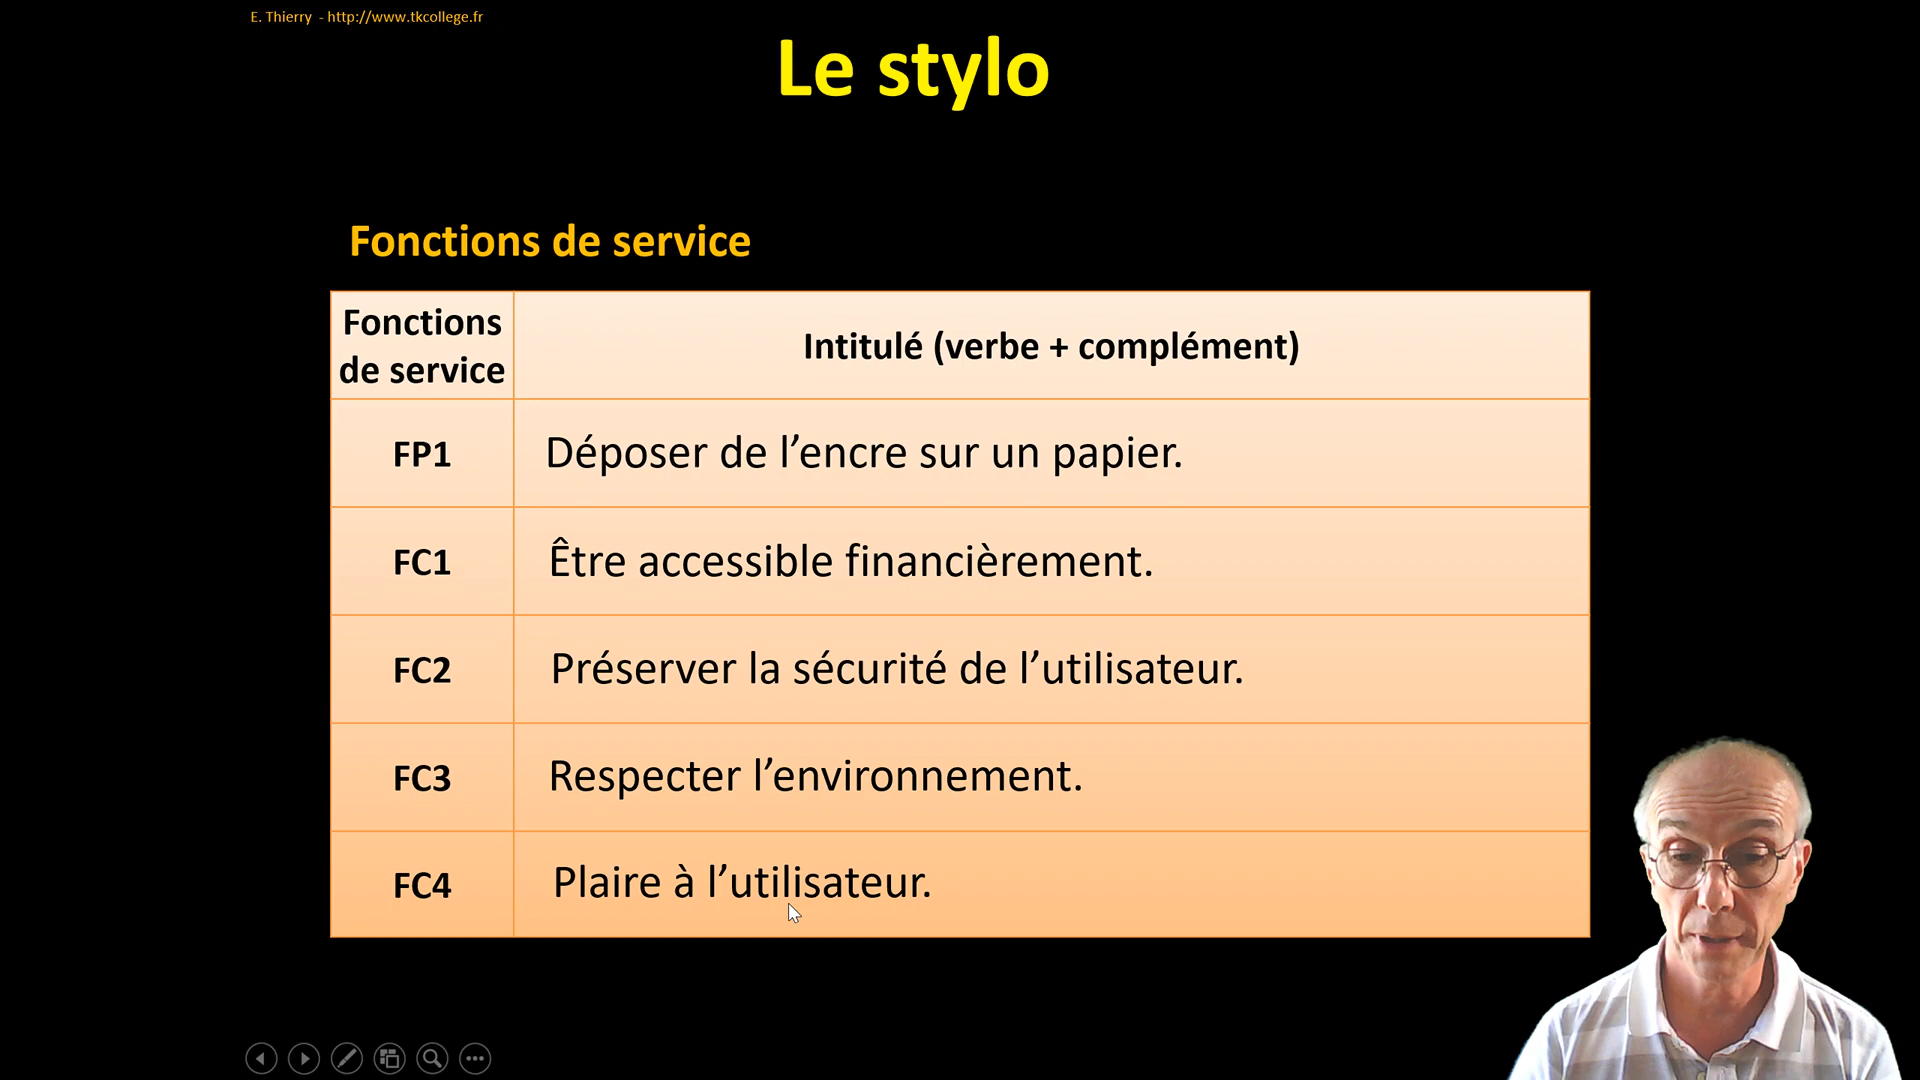 E. Thierry - http://www.tkcollege.fr
Le stylo
Fonctions de service
Fonctions
de service
Intitulé (verbe + complément)
FP1
Déposer de l’encre sur un papier.
FC1
Être accessible financièrement.
FC2
Préserver la sécurité de l’utilisateur.
FC3
Respecter l’environnement.
FC4
Plaire à l’utilisateur.